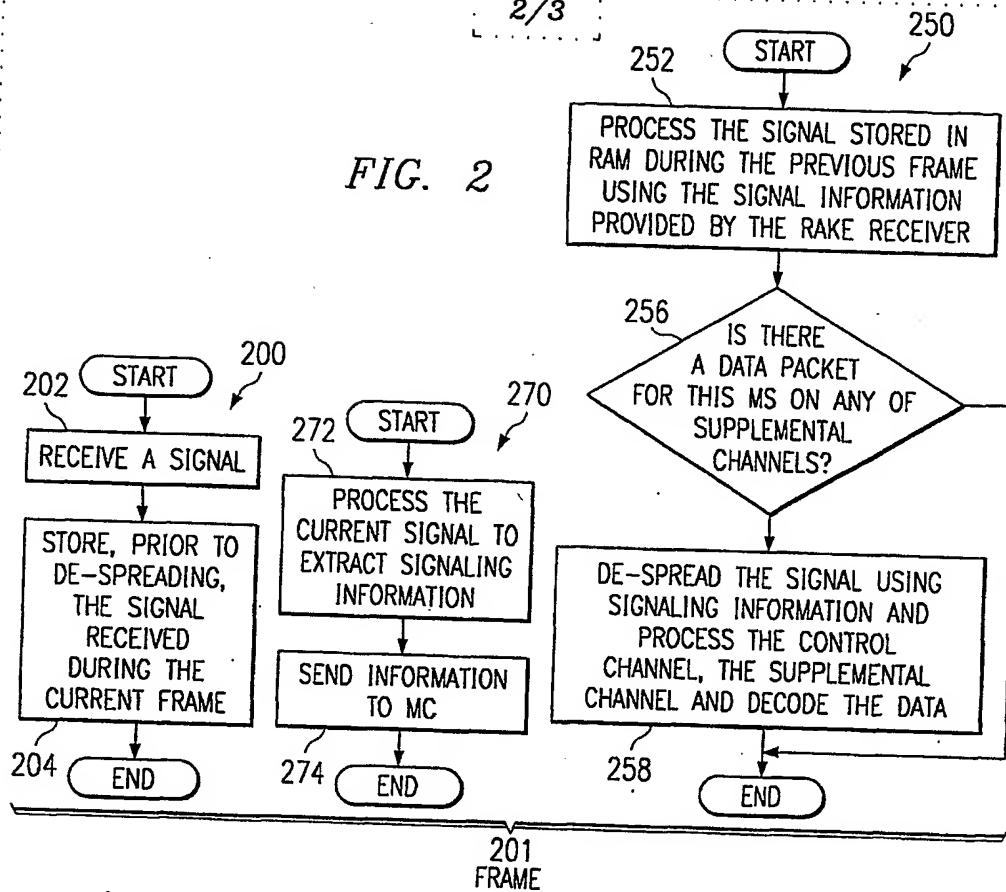 2/3
FIG. 2
250
START
252
PROCESS THE SIGNAL STORED IN
RAM DURING THE PREVIOUS FRAME
USING THE SIGNAL INFORMATION
PROVIDED BY THE RAKE RECEIVER
256
IS THERE
A DATA PACKET
FOR THIS MS ON ANY OF
SUPPLEMENTAL
CHANNELS?
DE-SPREAD THE SIGNAL USING
SIGNALING INFORMATION AND
PROCESS THE CONTROL
CHANNEL, THE SUPPLEMENTAL
CHANNEL AND DECODE THE DATA
258
END
200
START
202
RECEIVE A SIGNAL
STORE, PRIOR TO
DE-SPREADING,
THE SIGNAL
RECEIVED
DURING THE
CURRENT FRAME
204
END
270
START
272
PROCESS THE
CURRENT SIGNAL TO
EXTRACT SIGNALING
INFORMATION
SEND INFORMATION
TO MC
274
END
201
FRAME